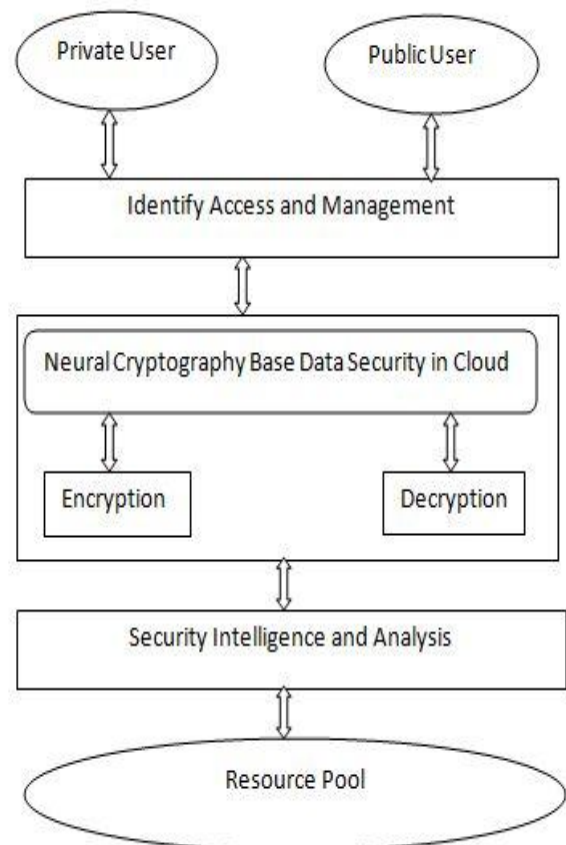 Private User
Public User
Identify Access and Management
Neural Cryptography Base Data Security in Cloud
Encryption
Decryption
Security Intelligence and Analysis
Resource Pool